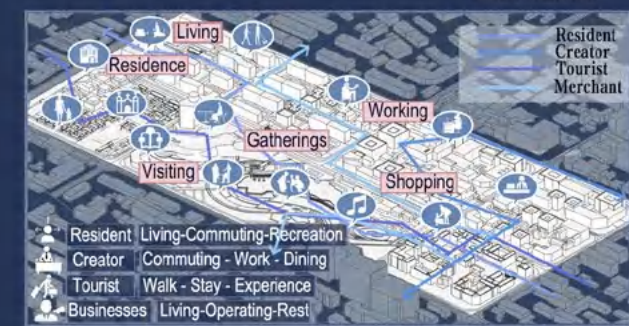 Living
Residence
Working
Gatherings
Visiting
Shopping
Resident
Creator
Tourist
Merchant
Resident Living-Commuting-Recreation
Creator Commuting - Work - Dining
Tourist Walk - Stay - Experience
Businesses Living-Operating-Rest